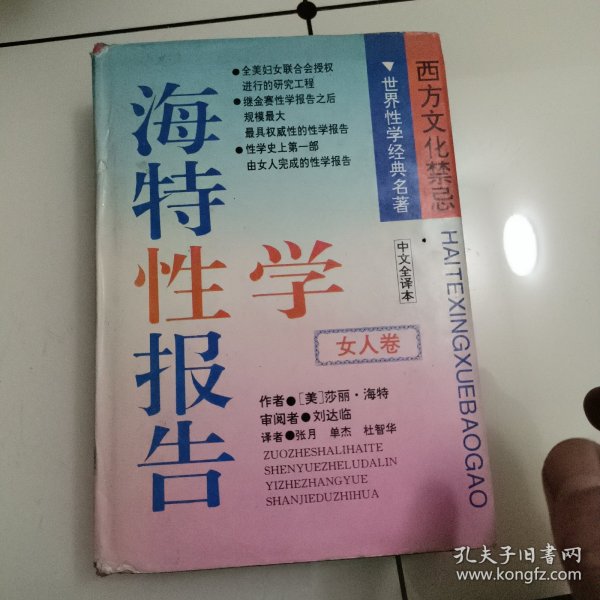 海特性学报告
●全美妇女联合会授权
进行的研究工程
●继金赛性学报告之后
规模最大
最具权威性的性学报告
●性学史上第一部
由女人完成的性学报告
▼世界性学经典名著
西方文化禁忌
HAITEXINGXUEBAOGAO
中文全译本
女人卷
作者●[美]莎丽·海特
审阅者●刘达临
译者●张月 单杰 杜智华
ZUOZHESHALIHAITE
SHENYUEZHELUDALIN
YIZHEZHANGYUE
SHANJIEDUZHIHUA
孔夫子旧书网
www.kongfz.com